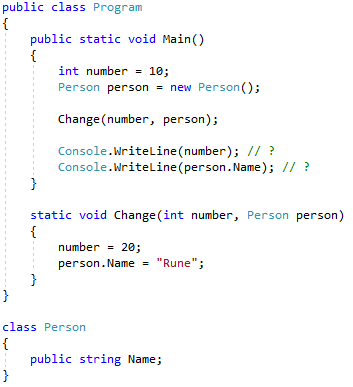 public class Program
{
    public static void Main()
    {
        int number = 10;
        Person person = new Person();

        Change(number, person);

        Console.WriteLine(number); // ?
        Console.WriteLine(person.Name); // ?
    }

    static void Change(int number, Person person)
    {
        number = 20;
        person.Name = "Rune";
    }
}

class Person
{
    public string Name;
}